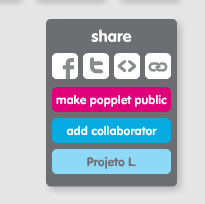 share
make popplet public
add collaborator
Projeto L